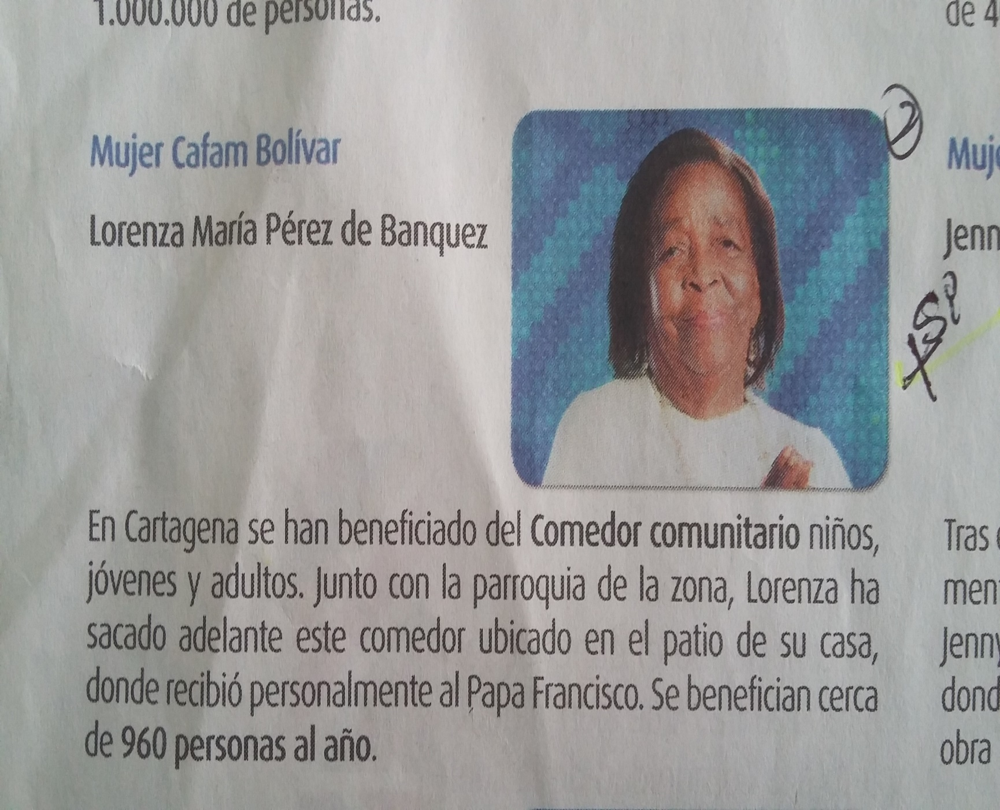 1.000.000 de personas.
de 4
2
Mujer Cafam Bolívar
Lorenza María Pérez de Banquez
En Cartagena se han beneficiado del Comedor comunitario niños,
jóvenes y adultos. Junto con la parroquia de la zona, Lorenza ha
sacado adelante este comedor ubicado en el patio de su casa,
donde recibió personalmente al Papa Francisco. Se benefician cerca
de 960 personas al año.
Muje
Jenn
x Si
Tras
men
Jenny
dond
obra